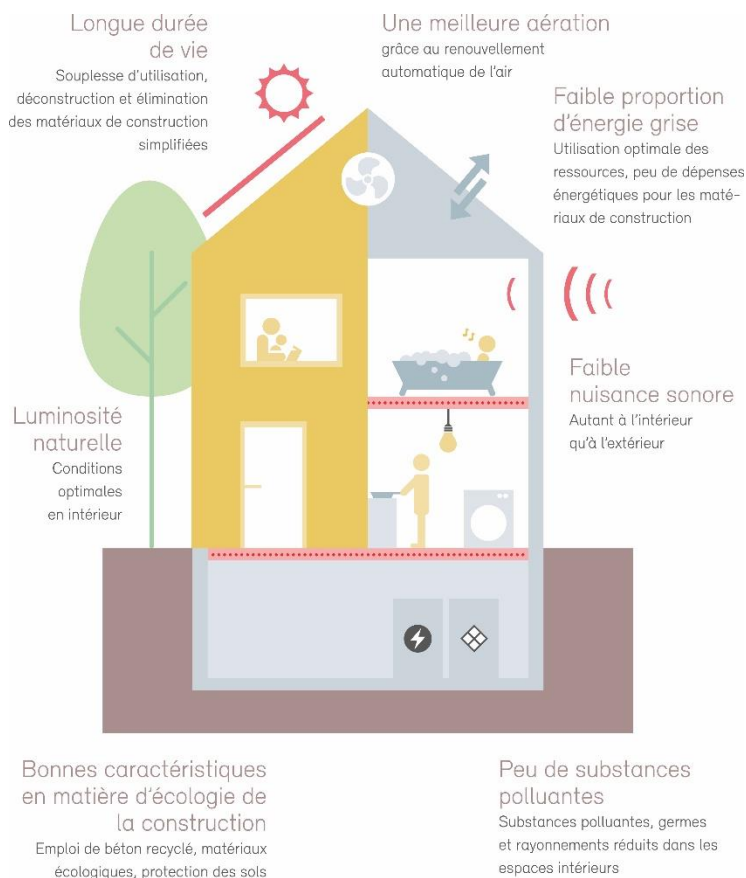 Longue durée
de vie
Souplesse d'utilisation,
déconstruction et élimination
des matériaux de construction
simplifiées
Une meilleure aération
grâce au renouvellement
automatique de l'air
Faible proportion
d'énergie grise
Utilisation optimale des
ressources, peu de dépenses
énergétiques pour les maté-
riaux de construction
Faible
nuisance sonore
Autant à l'intérieur
qu'à l'extérieur
Luminosité
naturelle
Conditions
optimales
en intérieur
Bonnes caractéristiques
en matière d'écologie de
la construction
Emploi de béton recyclé, matériaux
écologiques, protection des sols
Peu de substances
polluantes
Substances polluantes, germes
et rayonnements réduits dans les
espaces intérieurs